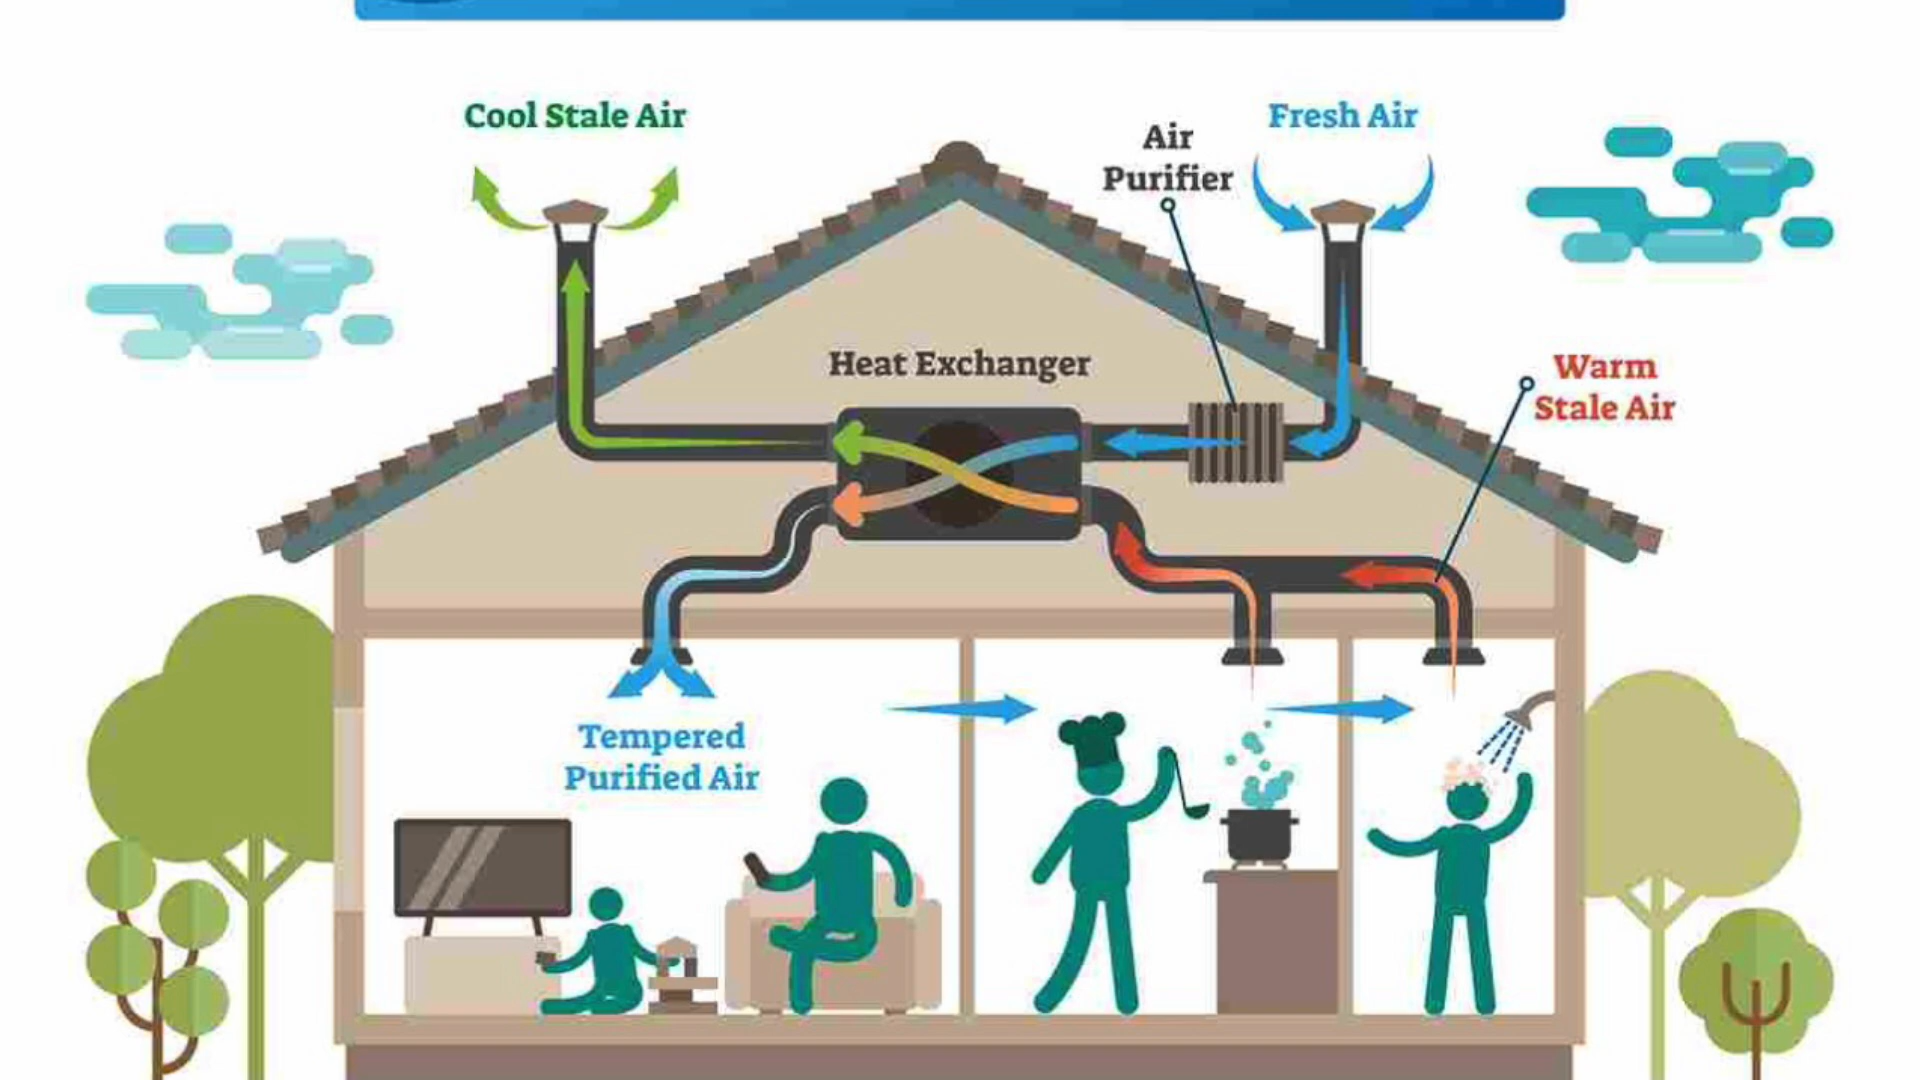 Cool Stale Air
Air
Purifier
Fresh Air
Heat Exchanger
Warm
Stale Air
Tempered
Purified Air